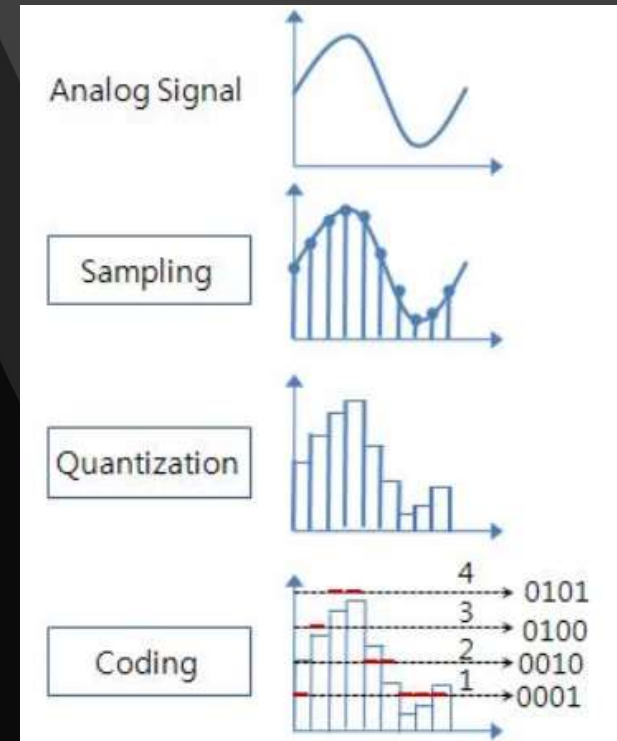 Analog Signal
Sampling
Quantization
Coding
4
0101
3
0100
2
0010
1
0001